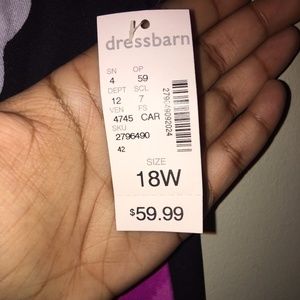 dressbarn
SN OP
4 59
DEPT SCL
12 7
VEN FS
4745 CAR
SKU
2796490
42
SIZE
18W
$59.99